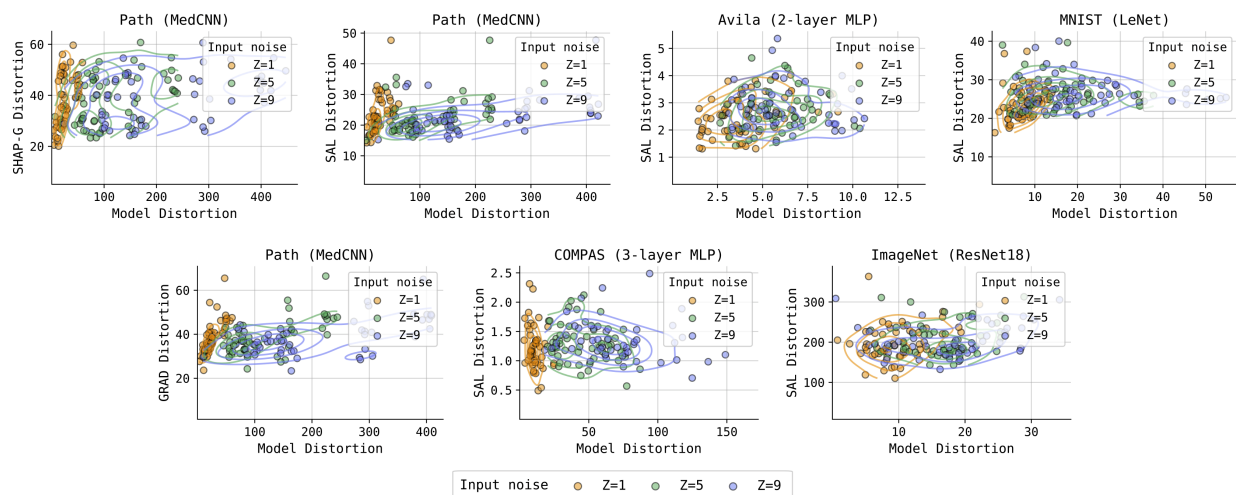 Path (MedCNN)
SHAP-G Distortion
60
40
20
100 200 300 400
Model Distortion
Input noise
Z=1
Z=5
Z=9
Path (MedCNN)
SAL Distortion
50
40
30
20
10
100 200 300 400
Model Distortion
Input noise
Z=1
Z=5
Z=9
Avila (2-layer MLP)
SAL Distortion
5
4
3
2
1
2.5 5.0 7.5 10.0 12.5
Model Distortion
Input noise
Z=1
Z=5
Z=9
MNIST (LeNet)
SAL Distortion
40
30
20
10
10 20 30 40 50
Model Distortion
Input noise
Z=1
Z=5
Z=9
Path (MedCNN)
GRAD Distortion
60
40
20
100 200 300 400
Model Distortion
Input noise
Z=1
Z=5
Z=9
COMPAS (3-layer MLP)
SAL Distortion
2.5
2.0
1.5
1.0
0.5
50 100 150
Model Distortion
Input noise
Z=1
Z=5
Z=9
ImageNet (ResNet18)
SAL Distortion
300
200
100
10 20 30
Model Distortion
Input noise
Z=1
Z=5
Z=9
Input noise Z=1 Z=5 Z=9